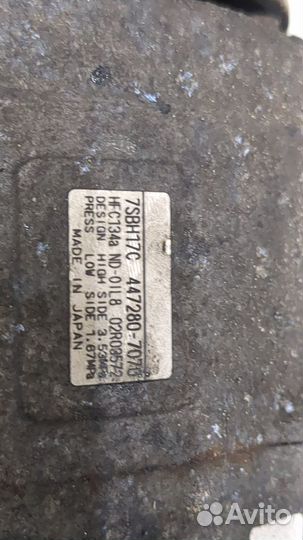 7SBH17C 447280-7070
HFC134a ND-OIL8 02R08572
DESIGN HIGH SIDE 3.53MPa
PRESS LOW SIDE 1.67MPa
MADE IN JAPAN
Avito